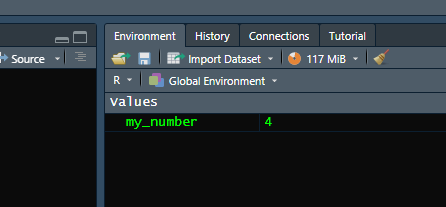 Environment History Connections Tutorial
Source Import Dataset 117 MiB
R Global Environment
Values
my_number 4